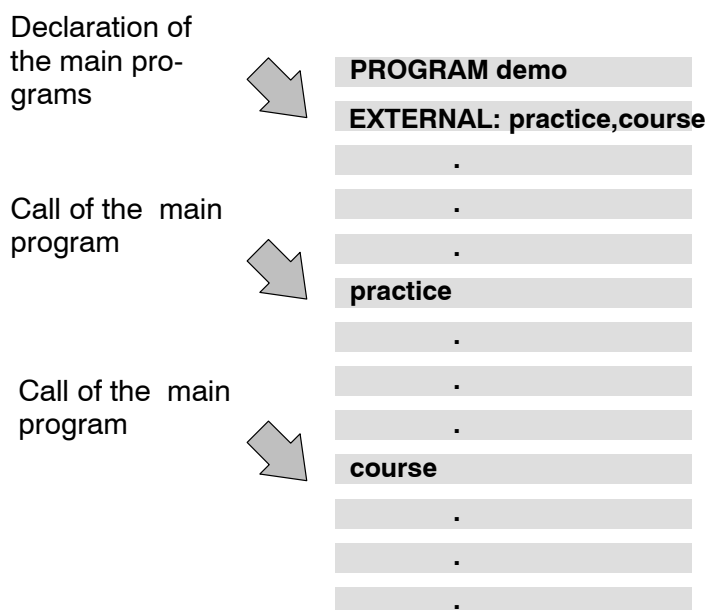 Declaration of
the main pro-
grams
PROGRAM demo
EXTERNAL: practice,course
.
.
.
Call of the main
program
practice
.
.
.
Call of the main
program
course
.
.
.